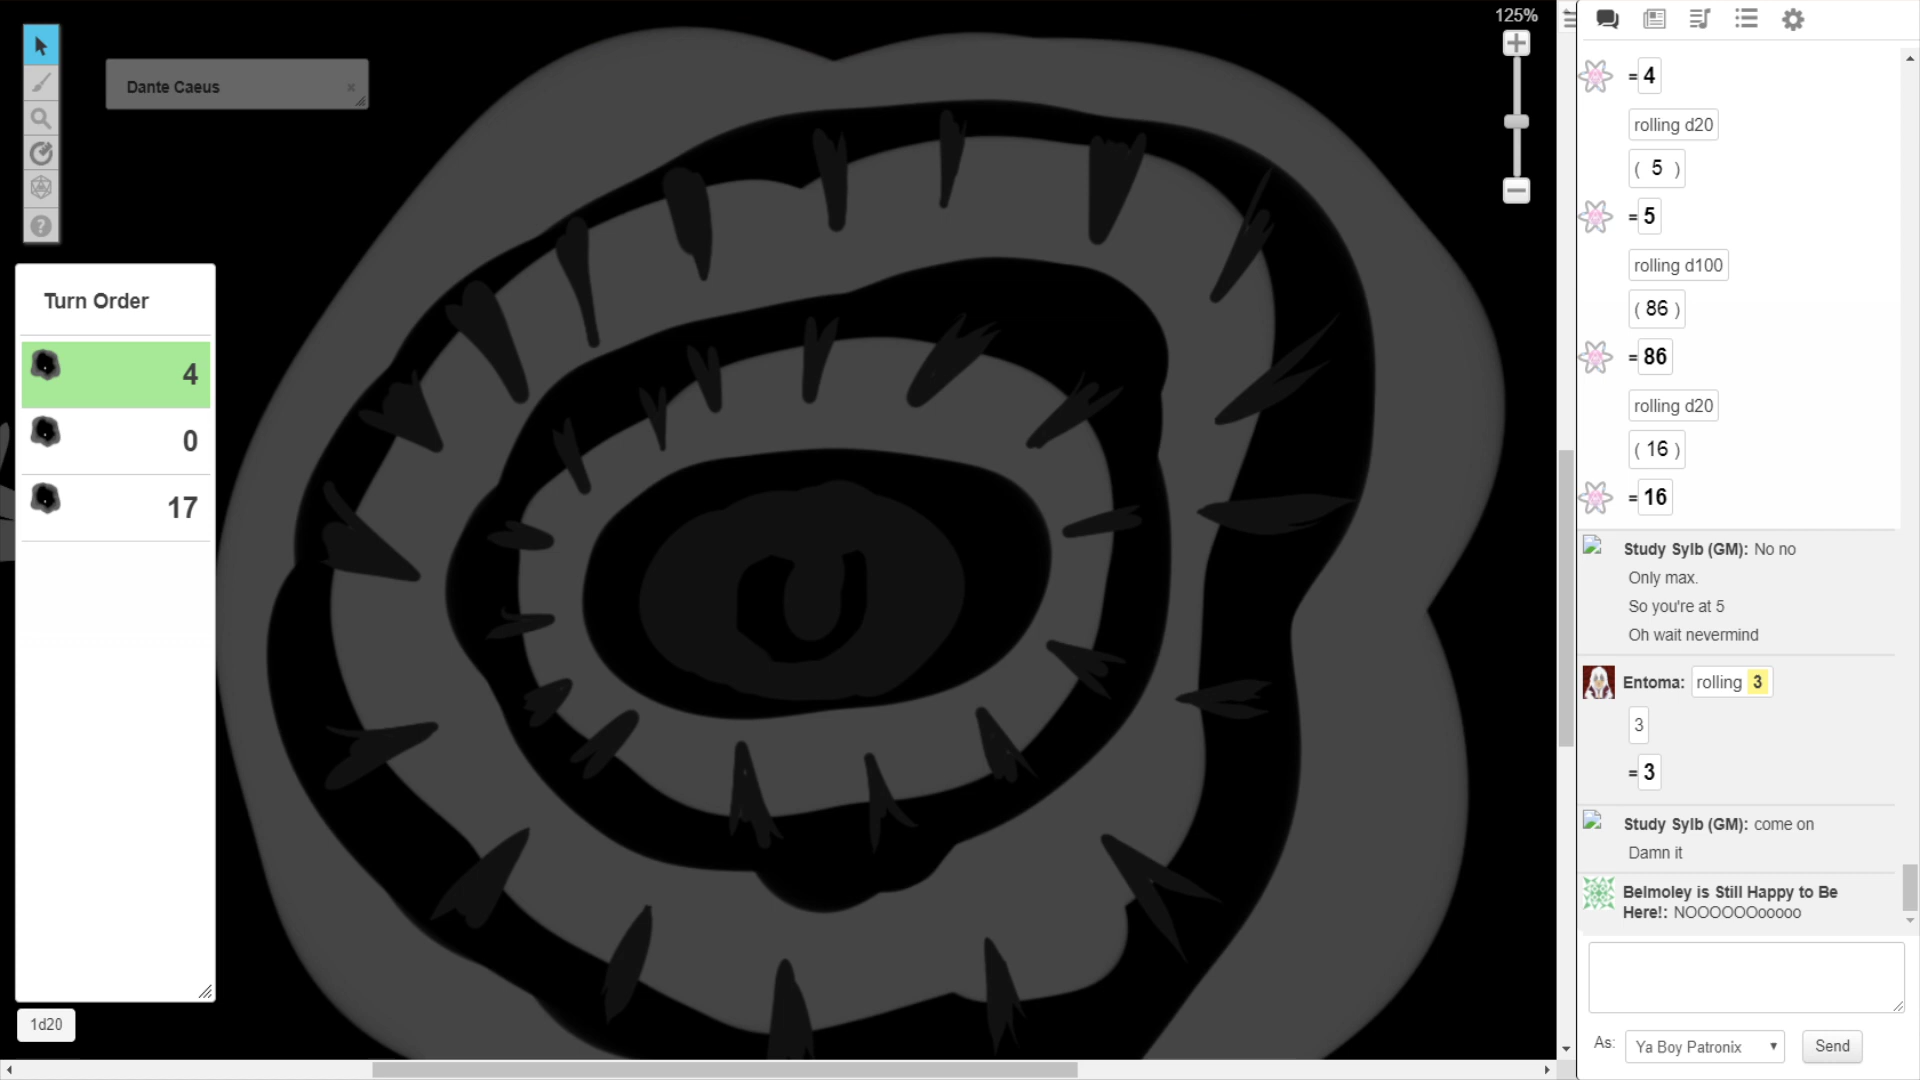 125%
Dante Caeus
Turn Order
4
0
17
1d20
= 4
rolling d20
( 5 )
= 5
rolling d100
( 86 )
= 86
rolling d20
( 16 )
= 16
Study Sylb (GM): No no
Only max.
So you're at 5
Oh wait nevermind
Entoma: rolling 3
3
= 3
Study Sylb (GM): come on
Damn it
Belmoley is Still Happy to Be
Here!: NOOOOOOooooo
As: Ya Boy Patronix
Send